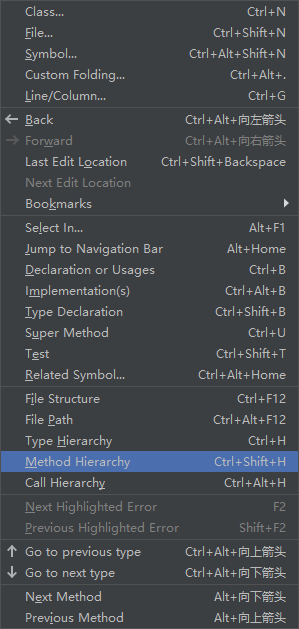 Class... Ctrl+N
File... Ctrl+Shift+N
Symbol... Ctrl+Alt+Shift+N
Custom Folding... Ctrl+Alt+.
Line/Column... Ctrl+G
Back Ctrl+Alt+向左箭头
Forward Ctrl+Alt+向右箭头
Last Edit Location Ctrl+Shift+Backspace
Next Edit Location
Bookmarks
Select In... Alt+F1
Jump to Navigation Bar Alt+Home
Declaration or Usages Ctrl+B
Implementation(s) Ctrl+Alt+B
Type Declaration Ctrl+Shift+B
Super Method Ctrl+U
Test Ctrl+Shift+T
Related Symbol... Ctrl+Alt+Home
File Structure Ctrl+F12
File Path Ctrl+Alt+F12
Type Hierarchy Ctrl+H
Method Hierarchy Ctrl+Shift+H
Call Hierarchy Ctrl+Alt+H
Next Highlighted Error F2
Previous Highlighted Error Shift+F2
Go to previous type Ctrl+Alt+向上箭头
Go to next type Ctrl+Alt+向下箭头
Next Method Alt+向下箭头
Previous Method Alt+向上箭头